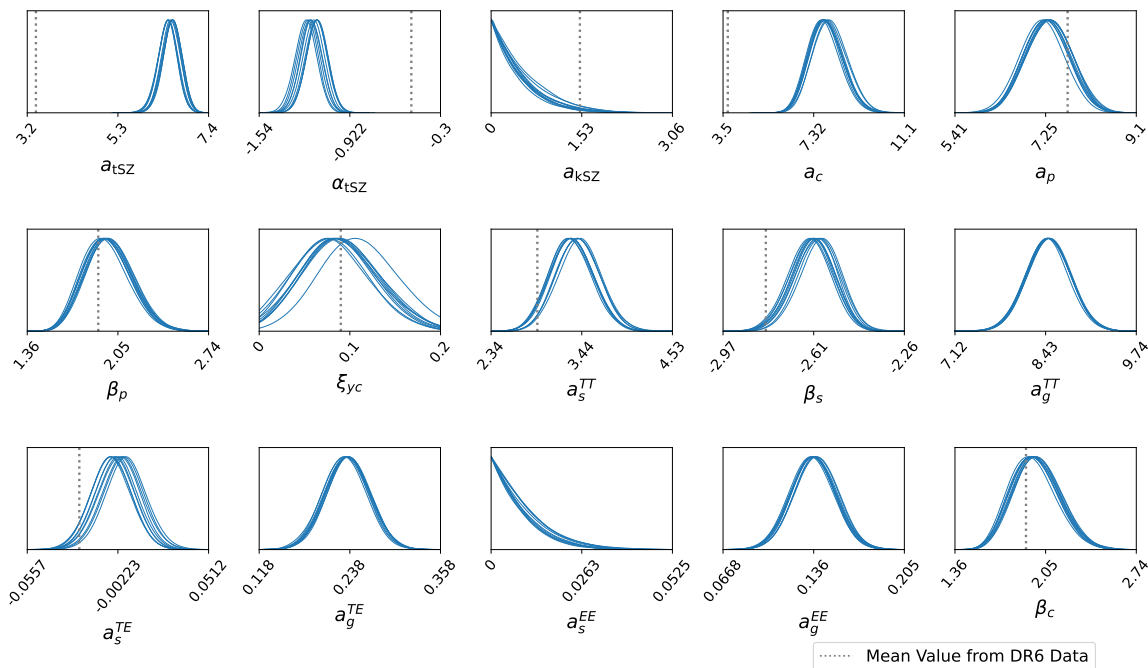 3.2 5.3 7.4 -1.54 -0.922 -0.3 0 1.53 3.06 3.5 7.32 11.1 5.41 7.25 9.1
a_tSZ α_tSZ a_kSZ a_c a_p
1.36 2.05 2.74 0 0.1 0.2 2.34 3.44 4.53 -2.97 -2.61 -2.26 7.12 8.43 9.74
β_p ξ_yc a_s^TT β_s a_g^TT
-0.0557 -0.00223 0.0512 0.118 0.238 0.358 0 0.0263 0.0525 0.0668 0.136 0.205 1.36 2.05 2.74
a_s^TE a_g^TE a_s^EE a_g^EE β_c
Mean Value from DR6 Data